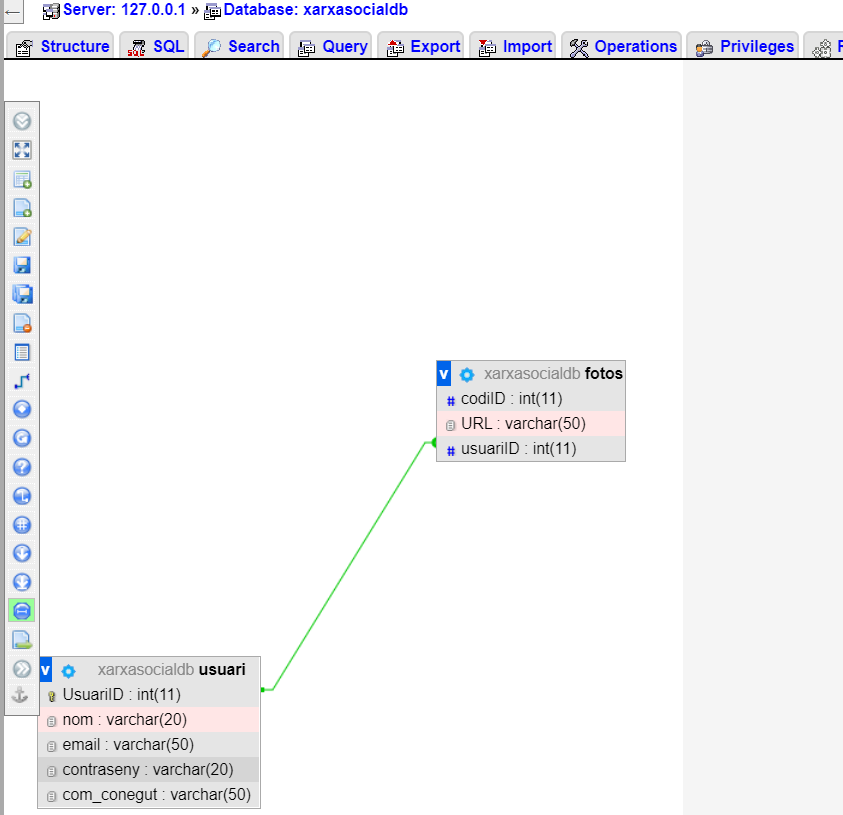 Server: 127.0.0.1 » Database: xarxasocialdb
Structure SQL Search Query Export Import Operations Privileges
v xarxasocialdb fotos
# codiID : int(11)
URL : varchar(50)
# usuariID : int(11)
v xarxasocialdb usuari
UsuariID : int(11)
nom : varchar(20)
email : varchar(50)
contraseny : varchar(20)
com_conegut : varchar(50)